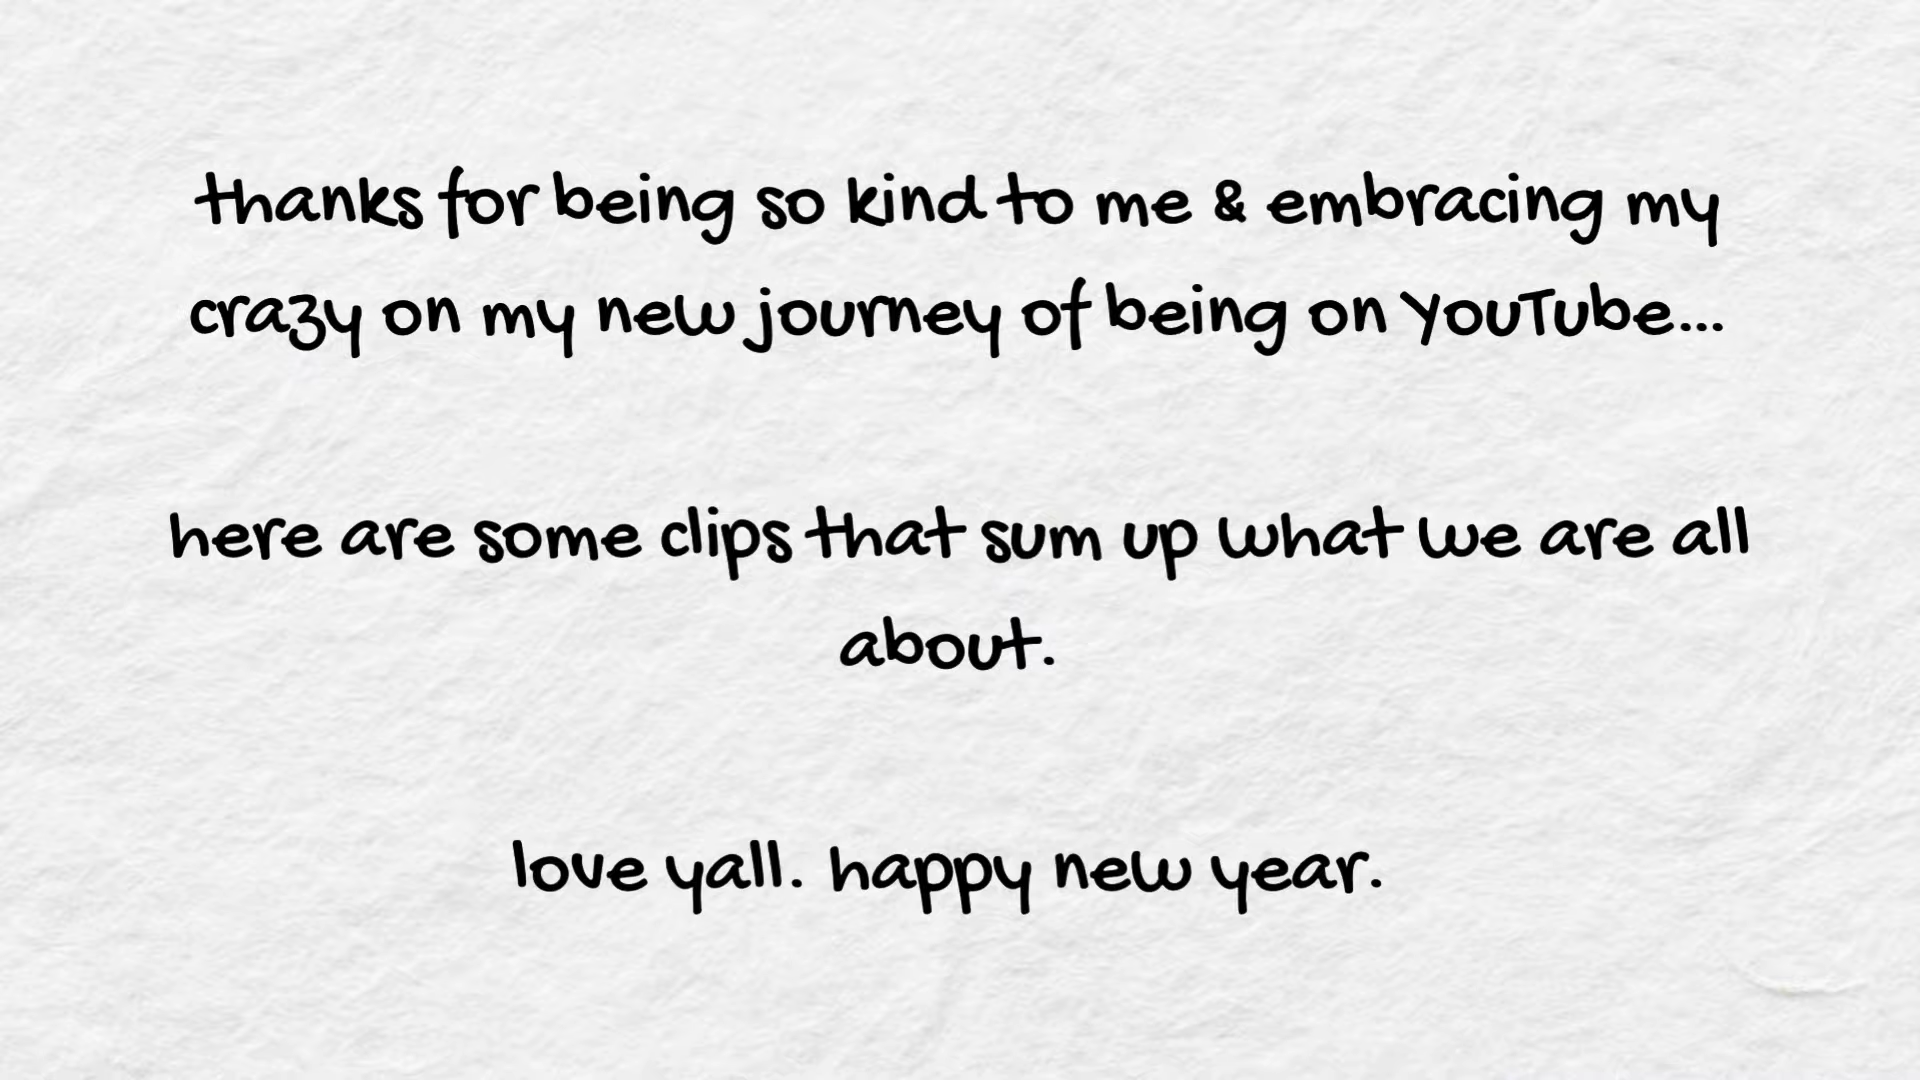 thanks for being so kind to me & embracing my
crazy on my new journey of being on YouTube...
here are some clips that sum up what we are all
about.
love yall. happy new year.